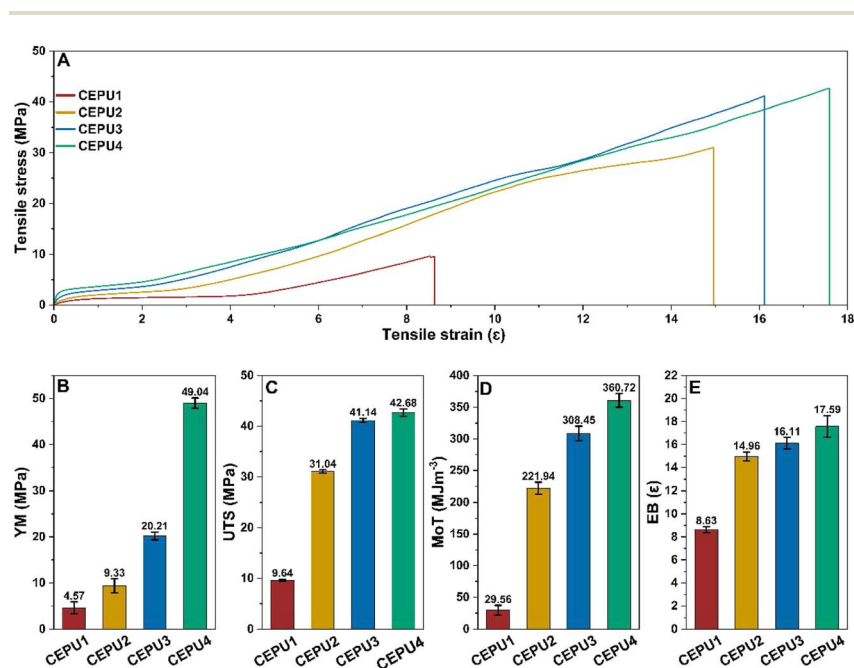 A
CEPU1
CEPU2
CEPU3
CEPU4
Tensile stress (MPa)
50
40
30
20
10
0
0 2 4 6 8 10 12 14 16 18
Tensile strain (ε)
B
YM (MPa)
50
40
30
20
10
0
4.57
9.33
20.21
49.04
CEPU1 CEPU2 CEPU3 CEPU4
C
UTS (MPa)
50
40
30
20
10
0
9.64
31.04
41.14
42.68
CEPU1 CEPU2 CEPU3 CEPU4
D
MoT (MJm⁻³)
400
350
300
250
200
150
100
50
0
29.56
221.94
308.45
360.72
CEPU1 CEPU2 CEPU3 CEPU4
E
EB (ε)
22
20
18
16
14
12
10
8
6
4
2
0
8.63
14.96
16.11
17.59
CEPU1 CEPU2 CEPU3 CEPU4